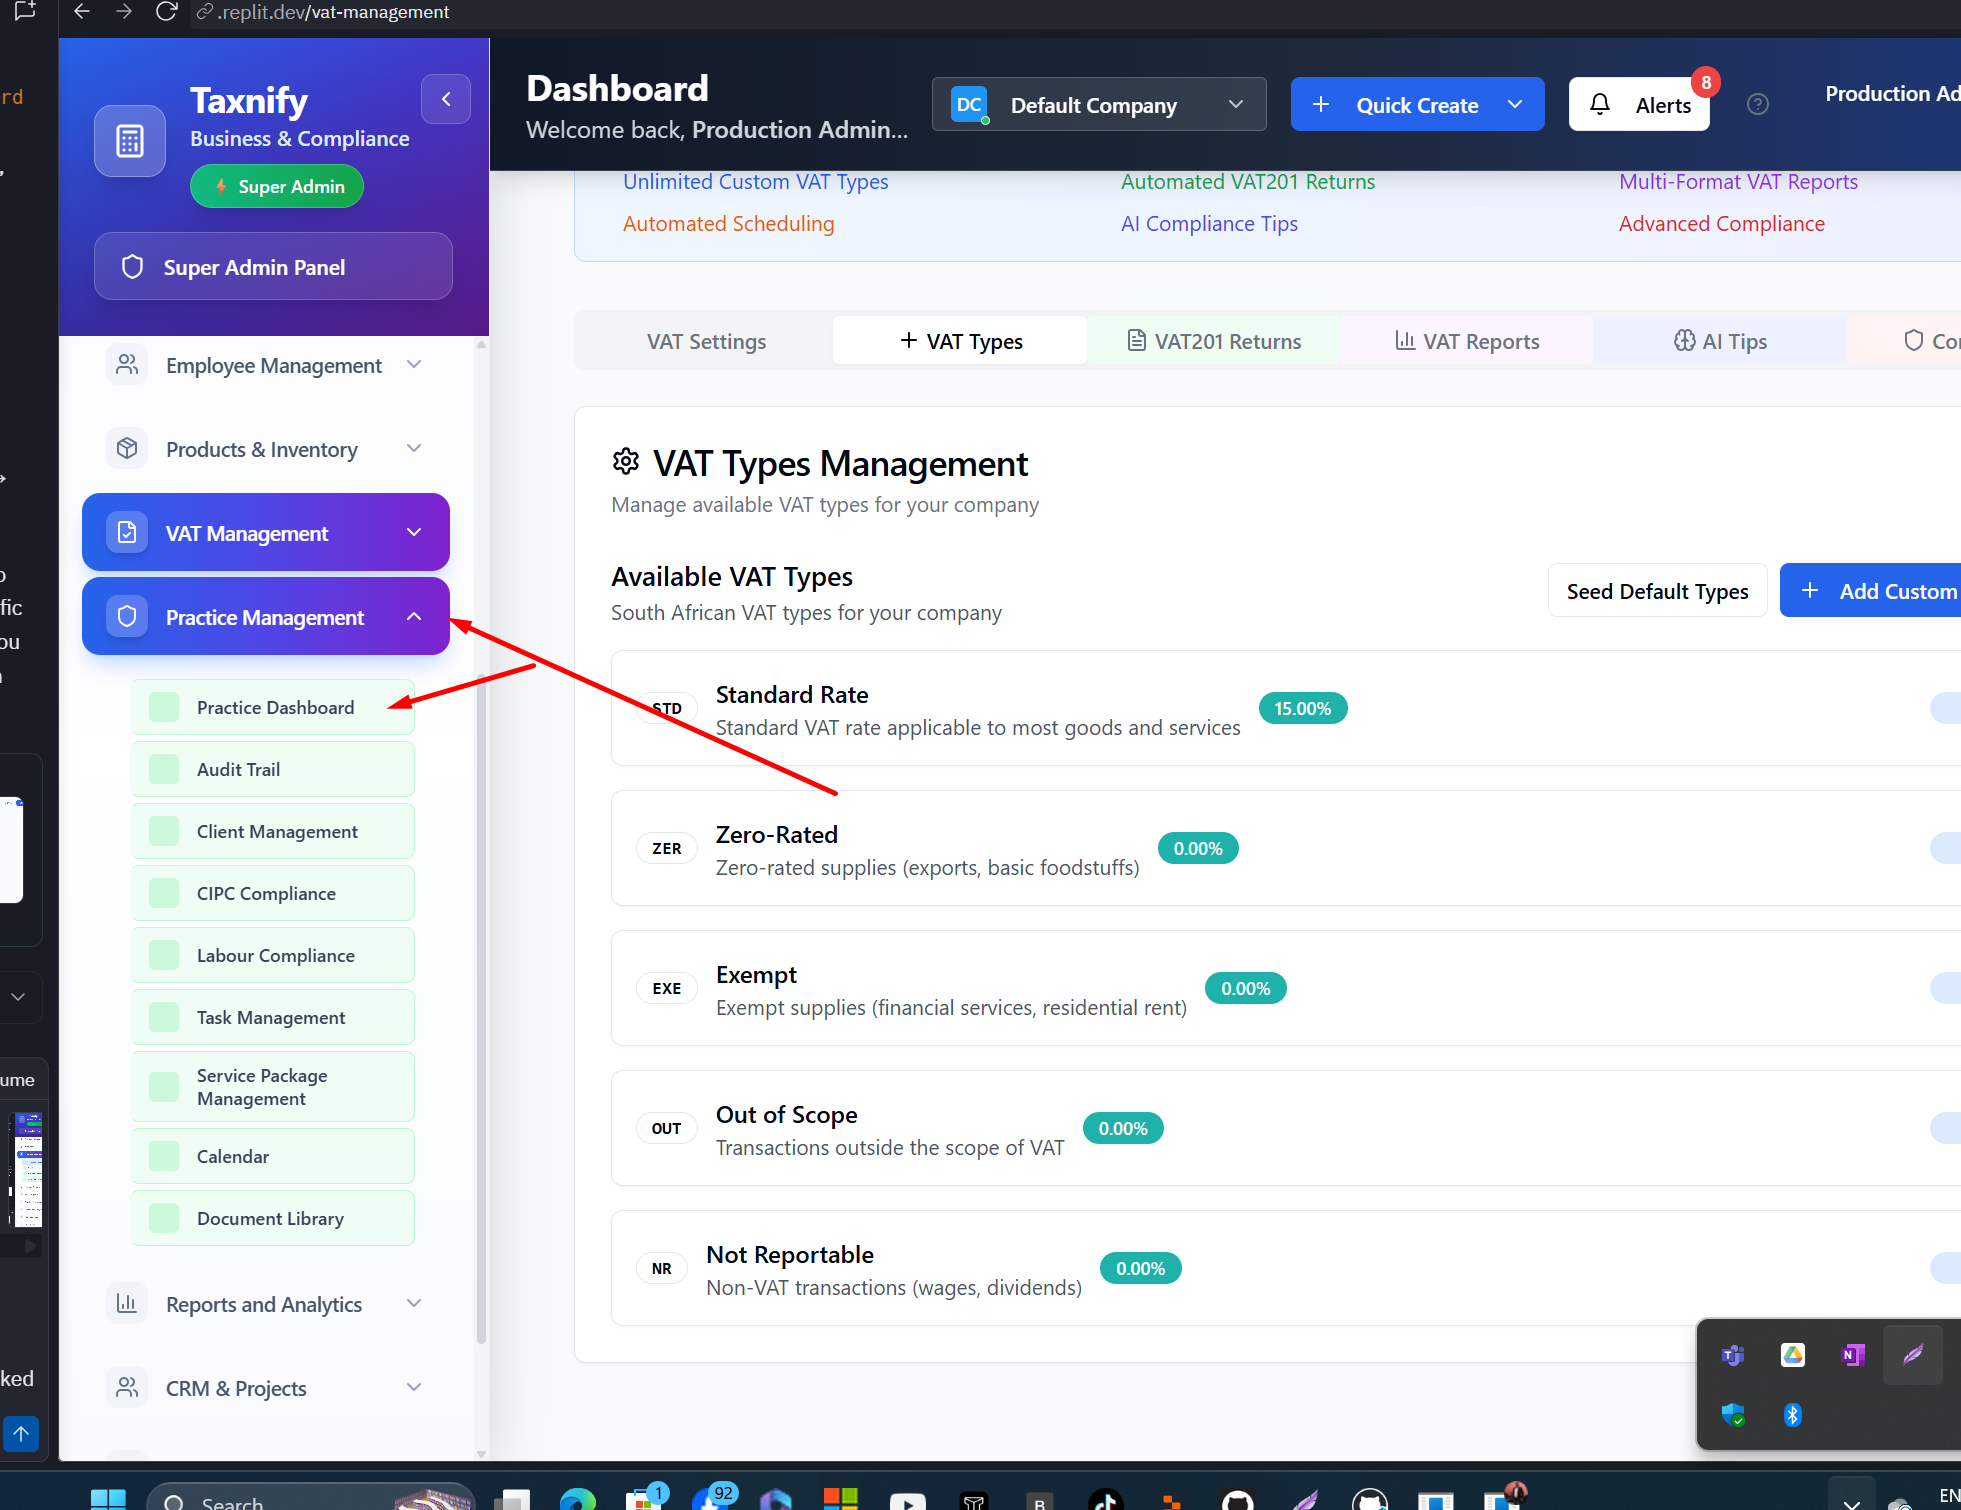 .replit.dev/vat-management
rd
fic
ou
ume
ked
Taxnify
Business & Compliance
Super Admin
Super Admin Panel
Employee Management
Products & Inventory
VAT Management
Practice Management
Practice Dashboard
Audit Trail
Client Management
CIPC Compliance
Labour Compliance
Task Management
Service Package
Management
Calendar
Document Library
Reports and Analytics
CRM & Projects
Dashboard
Welcome back, Production Admin...
DC
Default Company
Quick Create
Alerts
8
Production Ad
Unlimited Custom VAT Types
Automated VAT201 Returns
Multi-Format VAT Reports
Automated Scheduling
AI Compliance Tips
Advanced Compliance
VAT Settings
VAT Types
VAT201 Returns
VAT Reports
AI Tips
Co
VAT Types Management
Manage available VAT types for your company
Available VAT Types
South African VAT types for your company
Seed Default Types
Add Custom
STD
Standard Rate
15.00%
Standard VAT rate applicable to most goods and services
ZER
Zero-Rated
0.00%
Zero-rated supplies (exports, basic foodstuffs)
EXE
Exempt
0.00%
Exempt supplies (financial services, residential rent)
OUT
Out of Scope
0.00%
Transactions outside the scope of VAT
NR
Not Reportable
0.00%
Non-VAT transactions (wages, dividends)
Search
1
92
EN